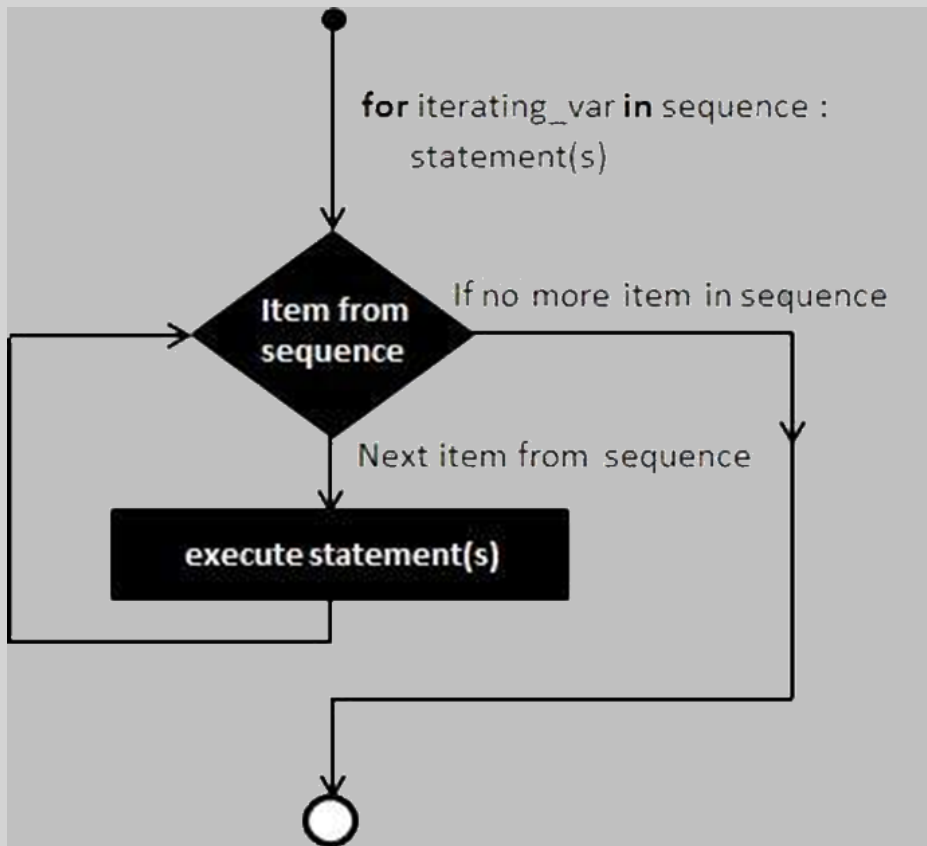 for iterating_var in sequence :
statement(s)
If no more item in sequence
Item from
sequence
Next item from sequence
execute statement(s)